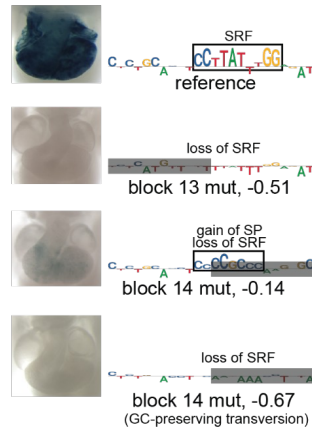 SRF
CCTTATTTGG
reference
loss of SRF
block 13 mut, -0.51
gain of SP
loss of SRF
block 14 mut, -0.14
loss of SRF
block 14 mut, -0.67
(GC-preserving transversion)